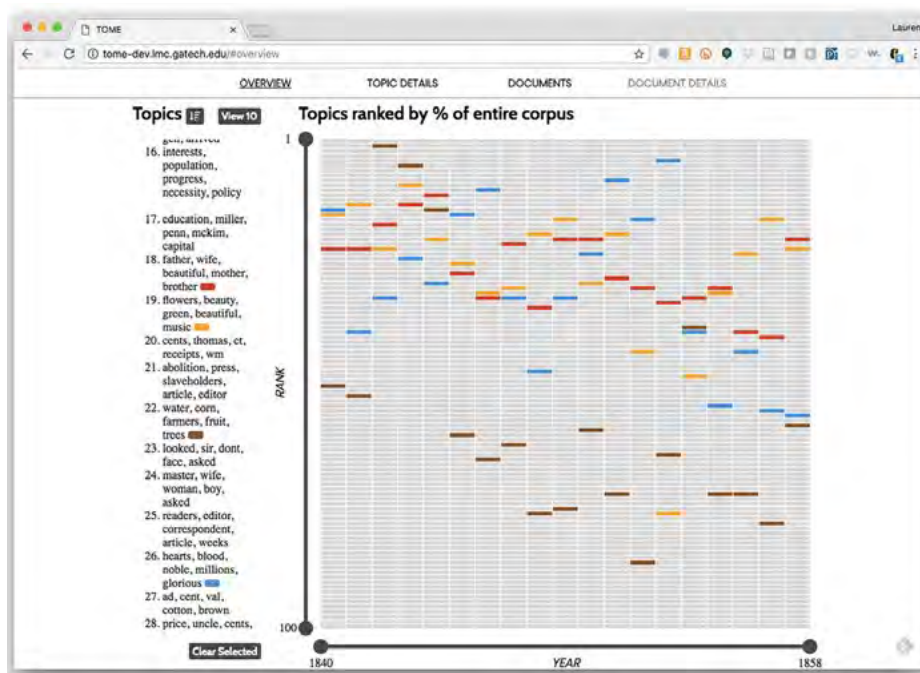 TOME
Lauren
tome-dev.lmc.gatech.edu/#overview
OVERVIEW
TOPIC DETAILS
DOCUMENTS
DOCUMENT DETAILS
Topics
View 10
Topics ranked by % of entire corpus
16. interests,
population,
progress,
necessity, policy
17. education, miller,
penn, mckim,
capital
18. father, wife,
beautiful, mother,
brother
19. flowers, beauty,
green, beautiful,
music
20. cents, thomas, ct,
receipts, wm
21. abolition, press,
slaveholders,
article, editor
22. water, corn,
farmers, fruit,
trees
23. looked, sir, dont,
face, asked
24. master, wife,
woman, boy,
asked
25. readers, editor,
correspondent,
article, weeks
26. hearts, blood,
noble, millions,
glorious
27. ad, cent, val,
cotton, brown
28. price, uncle, cents,
Clear Selected
1
RANK
100
1840
YEAR
1858